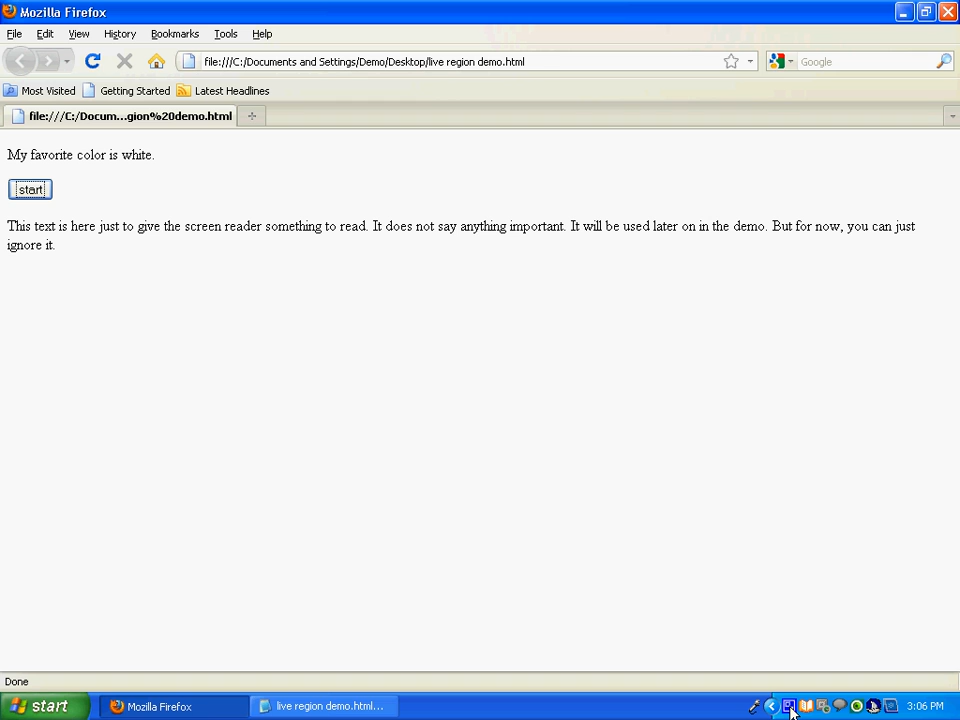 Mozilla Firefox
File Edit View History Bookmarks Tools Help
file:///C:/Documents and Settings/Demo/Desktop/live region demo.html
Google
Most Visited Getting Started Latest Headlines
file:///C:/Docum...gion%20demo.html
My favorite color is white.
start
This text is here just to give the screen reader something to read. It does not say anything important. It will be used later on in the demo. But for now, you can just
ignore it.
Done
start Mozilla Firefox live region demo.html... 3:06 PM